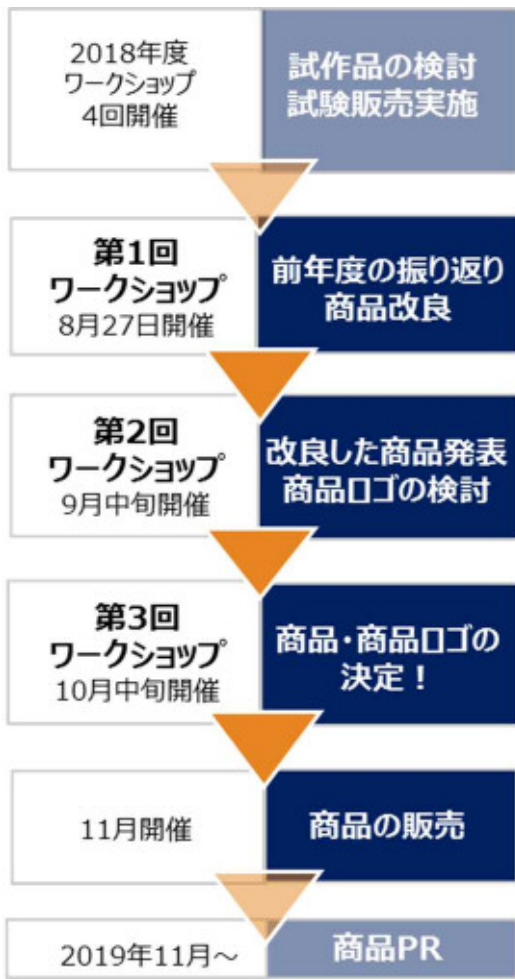 2018年度
ワークショップ
4回開催
試作品の検討
試験販売実施
第1回
ワークショップ
8月27日開催
前年度の振り返り
商品改良
第2回
ワークショップ
9月中旬開催
改良した商品発表
商品ロゴの検討
第3回
ワークショップ
10月中旬開催
商品・商品ロゴの
決定！
11月開催
商品の販売
2019年11月～
商品PR